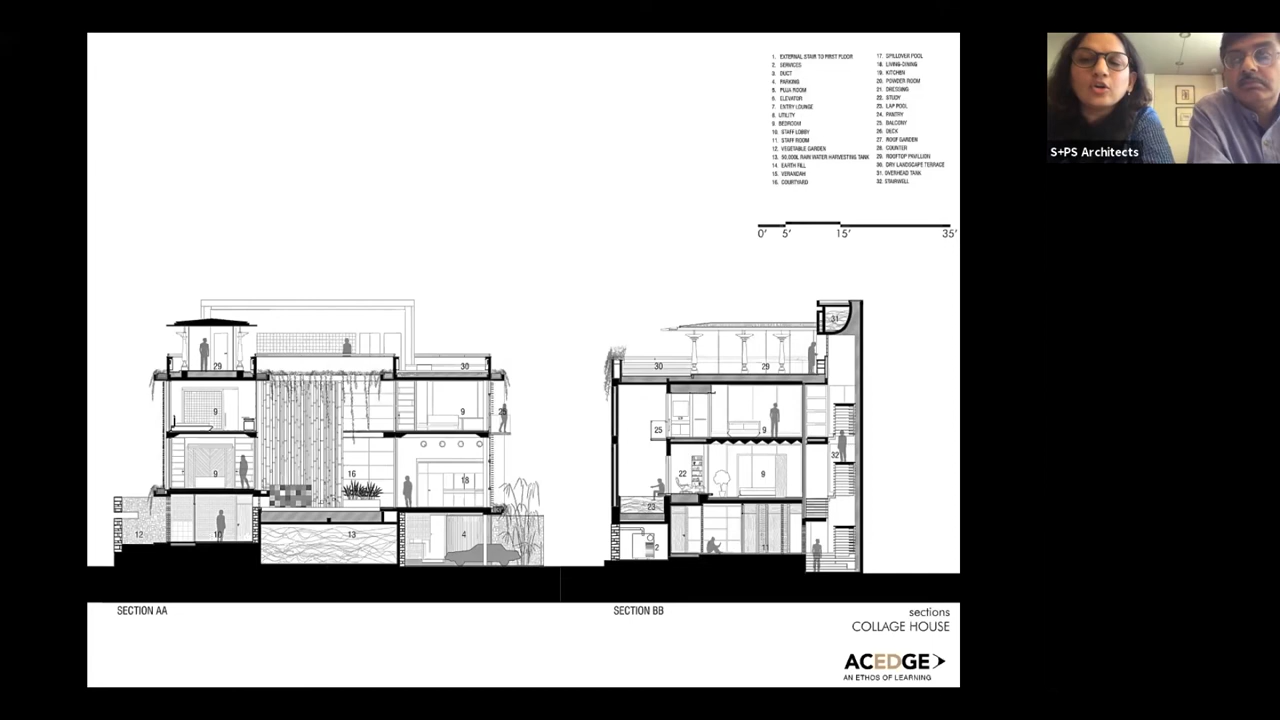 1. EXTERNAL STAIR TO FIRST FLOOR
2. SERVICES
3. DUCT
4. PARKING
5. PUJA ROOM
6. ELEVATOR
7. ENTRY LOUNGE
8. UTILITY
9. BEDROOM
10. STAFF LOBBY
11. STAFF ROOM
12. VEGETABLE GARDEN
13. 50,000L RAIN WATER HARVESTING TANK
14. EARTH FILL
15. VERANDAH
16. COURTYARD
17. SPILLOVER POOL
18. LIVING-DINING
19. KITCHEN
20. POWDER ROOM
21. DRESSING
22. STUDY
23. LAP POOL
24. PANTRY
25. BALCONY
26. DECK
27. ROOF GARDEN
28. COUNTER
29. ROOFTOP PAVILION
30. DRY LANDSCAPE TERRACE
31. OVERHEAD TANK
32. STAIRWELL
S+PS Architects
0' 5' 15' 35'
31
29 30 30 29
9 9 25 25 9
32
9 16 18 22 9
23
12 10 13 4 2 11
SECTION AA
SECTION BB
sections
COLLAGE HOUSE
ACEDGE
AN ETHOS OF LEARNING